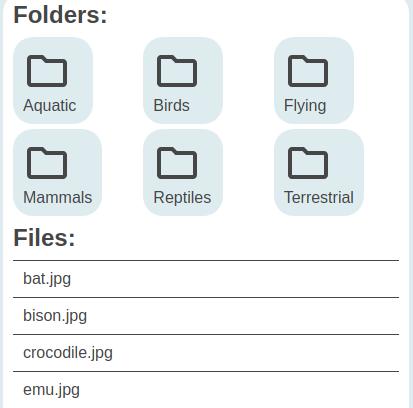 Folders:
Aquatic Birds Flying
Mammals Reptiles Terrestrial
Files:
bat.jpg
bison.jpg
crocodile.jpg
emu.jpg